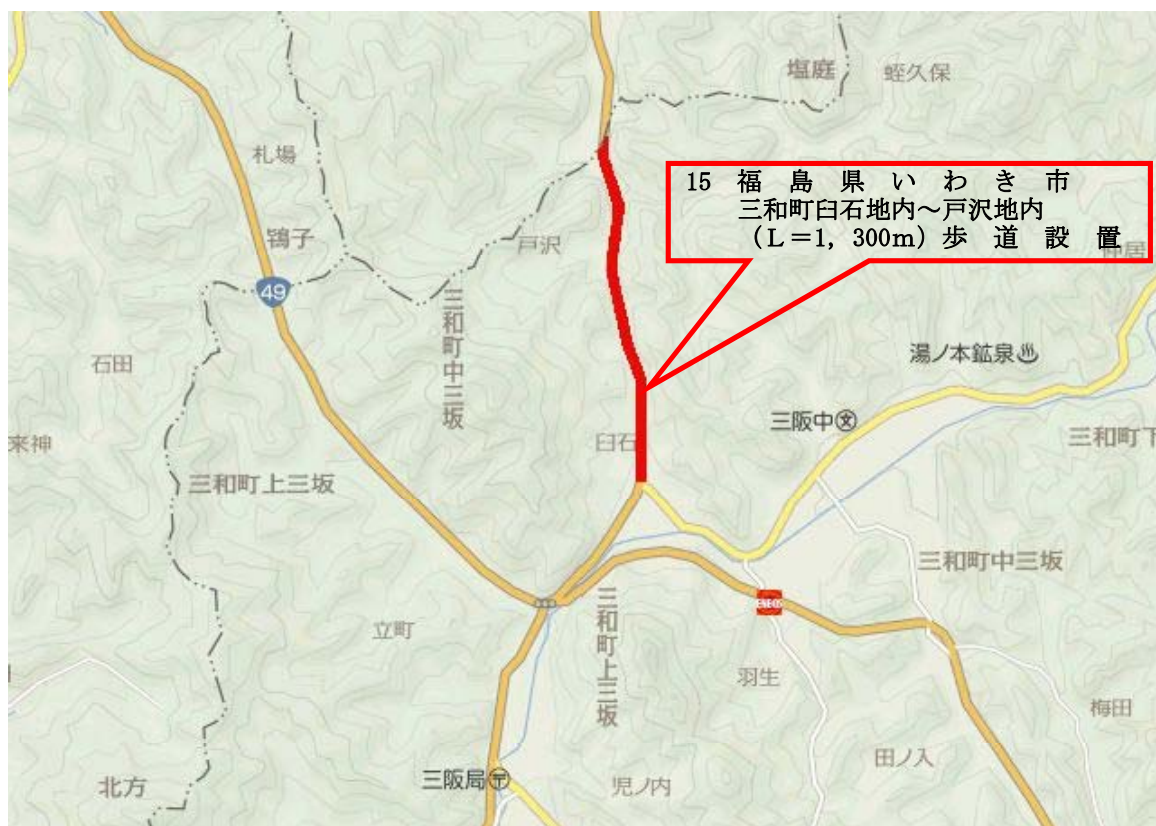 塩庭
蛭久保
札場
15 福島県いわき市
三和町臼石地内～戸沢地内
（L＝1,300m）歩道設置
鶚子
戸沢
49
三和町中三坂
湯ノ本鉱泉
石田
三阪中
文
来神
臼石
三和町下
三和町上三坂
三和町中三坂
ENEOS
立町
三和町上三坂
羽生
梅田
田ノ入
北方
三阪局
児ノ内